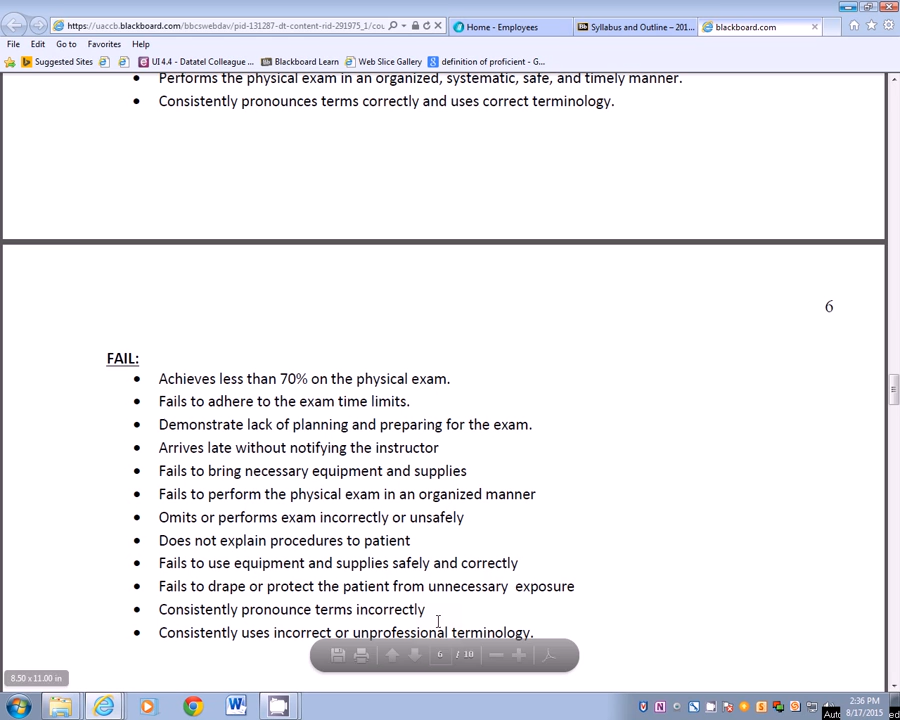 https://uaccb.blackboard.com/bbcswebdav/pid-131287-dt-content-rid-291975_1/cou
Home - Employees
Syllabus and Outline – 201...
blackboard.com
File Edit Go to Favorites Help
Suggested Sites
UI 4.4 - Datatel Colleague ...
Blackboard Learn
Web Slice Gallery
definition of proficient - G...
• Performs the physical exam in an organized, systematic, safe, and timely manner.
• Consistently pronounces terms correctly and uses correct terminology.
6
FAIL:
• Achieves less than 70% on the physical exam.
• Fails to adhere to the exam time limits.
• Demonstrate lack of planning and preparing for the exam.
• Arrives late without notifying the instructor
• Fails to bring necessary equipment and supplies
• Fails to perform the physical exam in an organized manner
• Omits or performs exam incorrectly or unsafely
• Does not explain procedures to patient
• Fails to use equipment and supplies safely and correctly
• Fails to drape or protect the patient from unnecessary exposure
• Consistently pronounce terms incorrectly
• Consistently uses incorrect or unprofessional terminology.
6 / 10
8.50 x 11.00 in
2:36 PM
8/17/2015